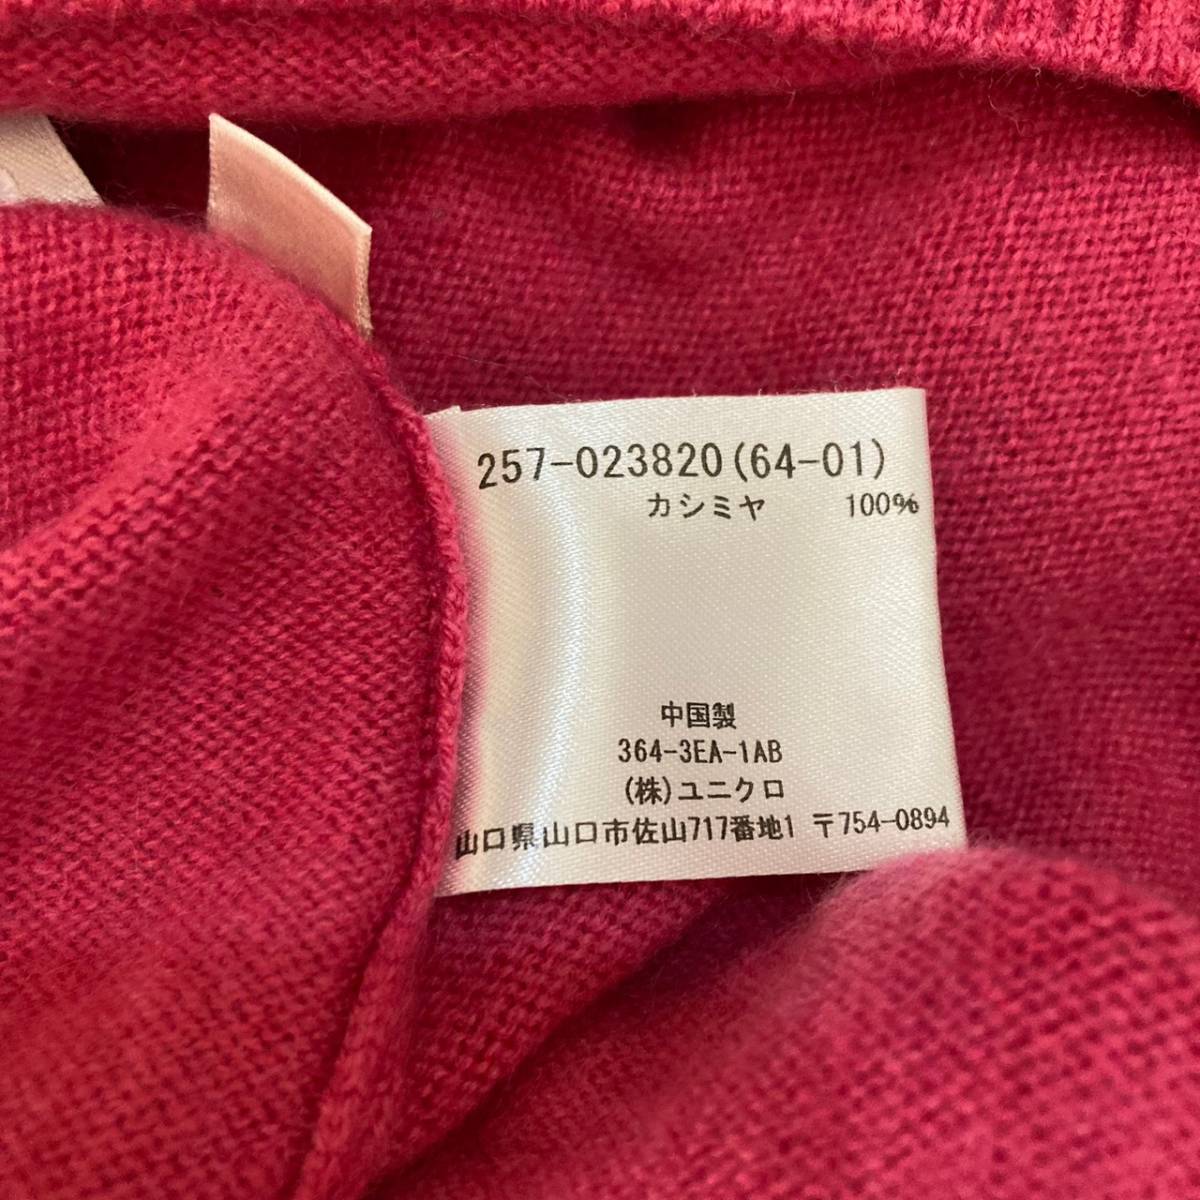 257-023820(64-01)
カシミヤ 100%
中国製
364-3EA-1AB
(株)ユニクロ
山口県山口市佐山717番地1 〒754-0894